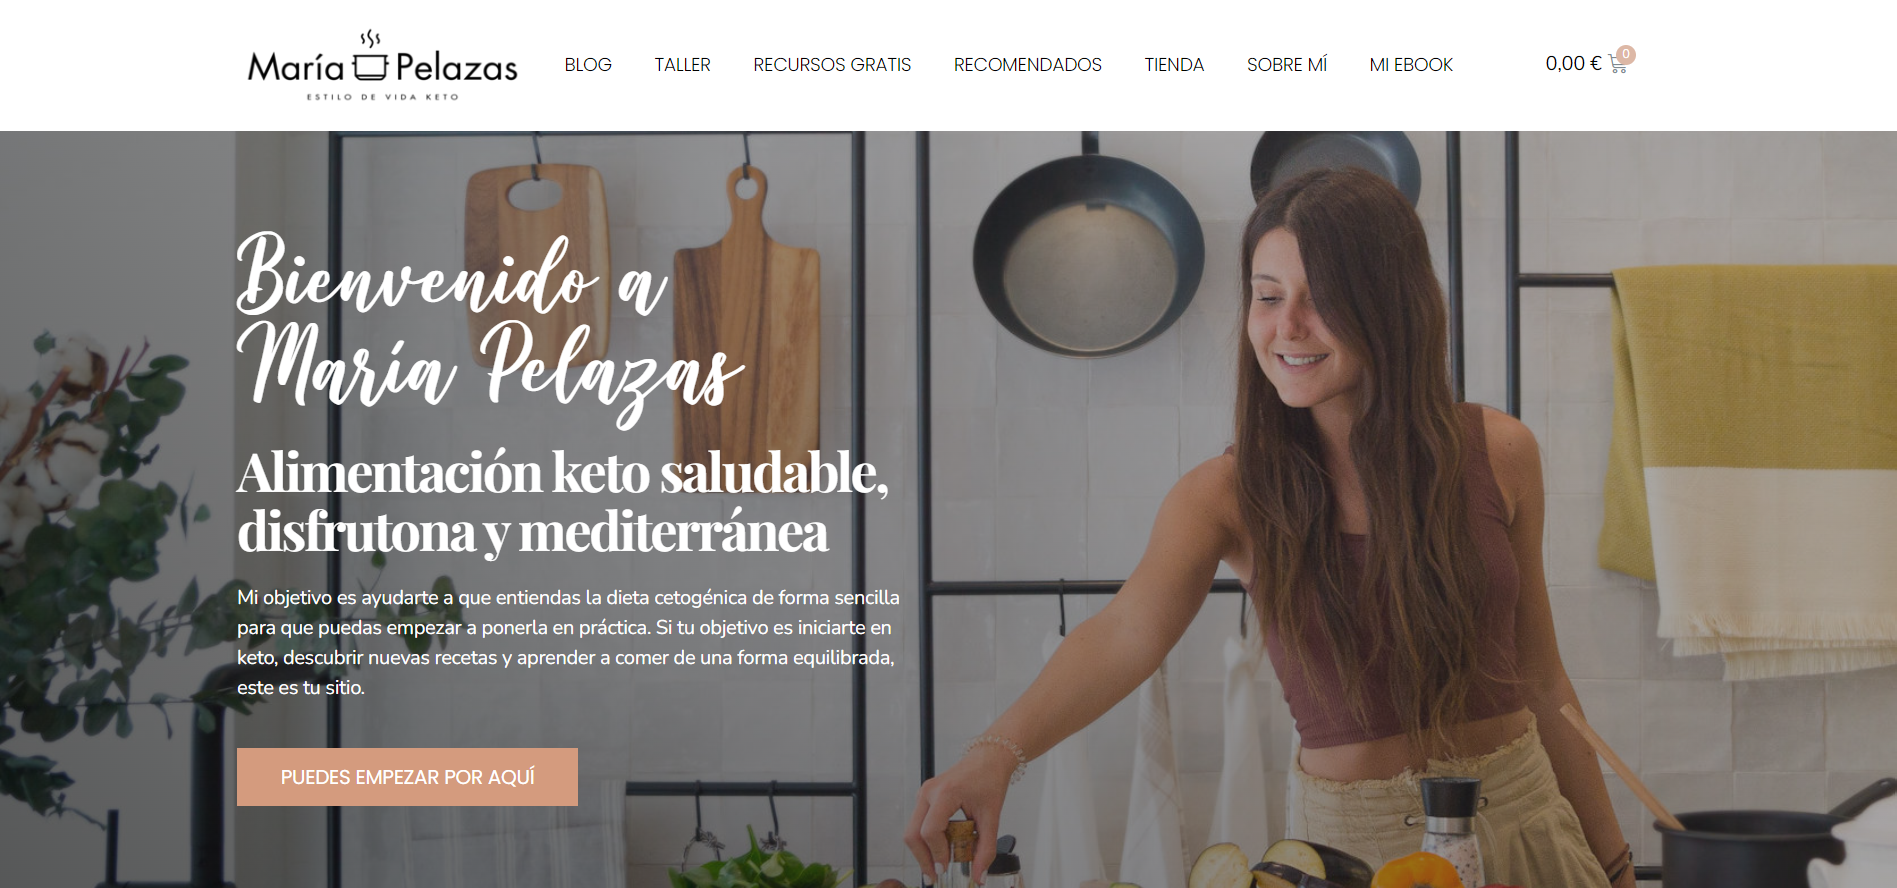 María Pelazas
ESTILO DE VIDA KETO
BLOG
TALLER
RECURSOS GRATIS
RECOMENDADOS
TIENDA
SOBRE MÍ
MI EBOOK
0,00 €
0
Bienvenido a
María Pelazas
Alimentación keto saludable,
disfrutona y mediterránea
Mi objetivo es ayudarte a que entiendas la dieta cetogénica de forma sencilla
para que puedas empezar a ponerla en práctica. Si tu objetivo es iniciarte en
keto, descubrir nuevas recetas y aprender a comer de una forma equilibrada,
este es tu sitio.
PUEDES EMPEZAR POR AQUÍ